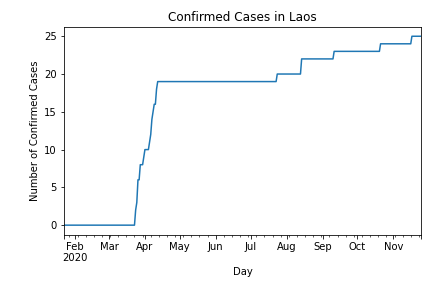 Confirmed Cases in Laos
Number of Confirmed Cases
25
20
15
10
5
0
Feb Mar Apr May Jun Jul Aug Sep Oct Nov
2020
Day